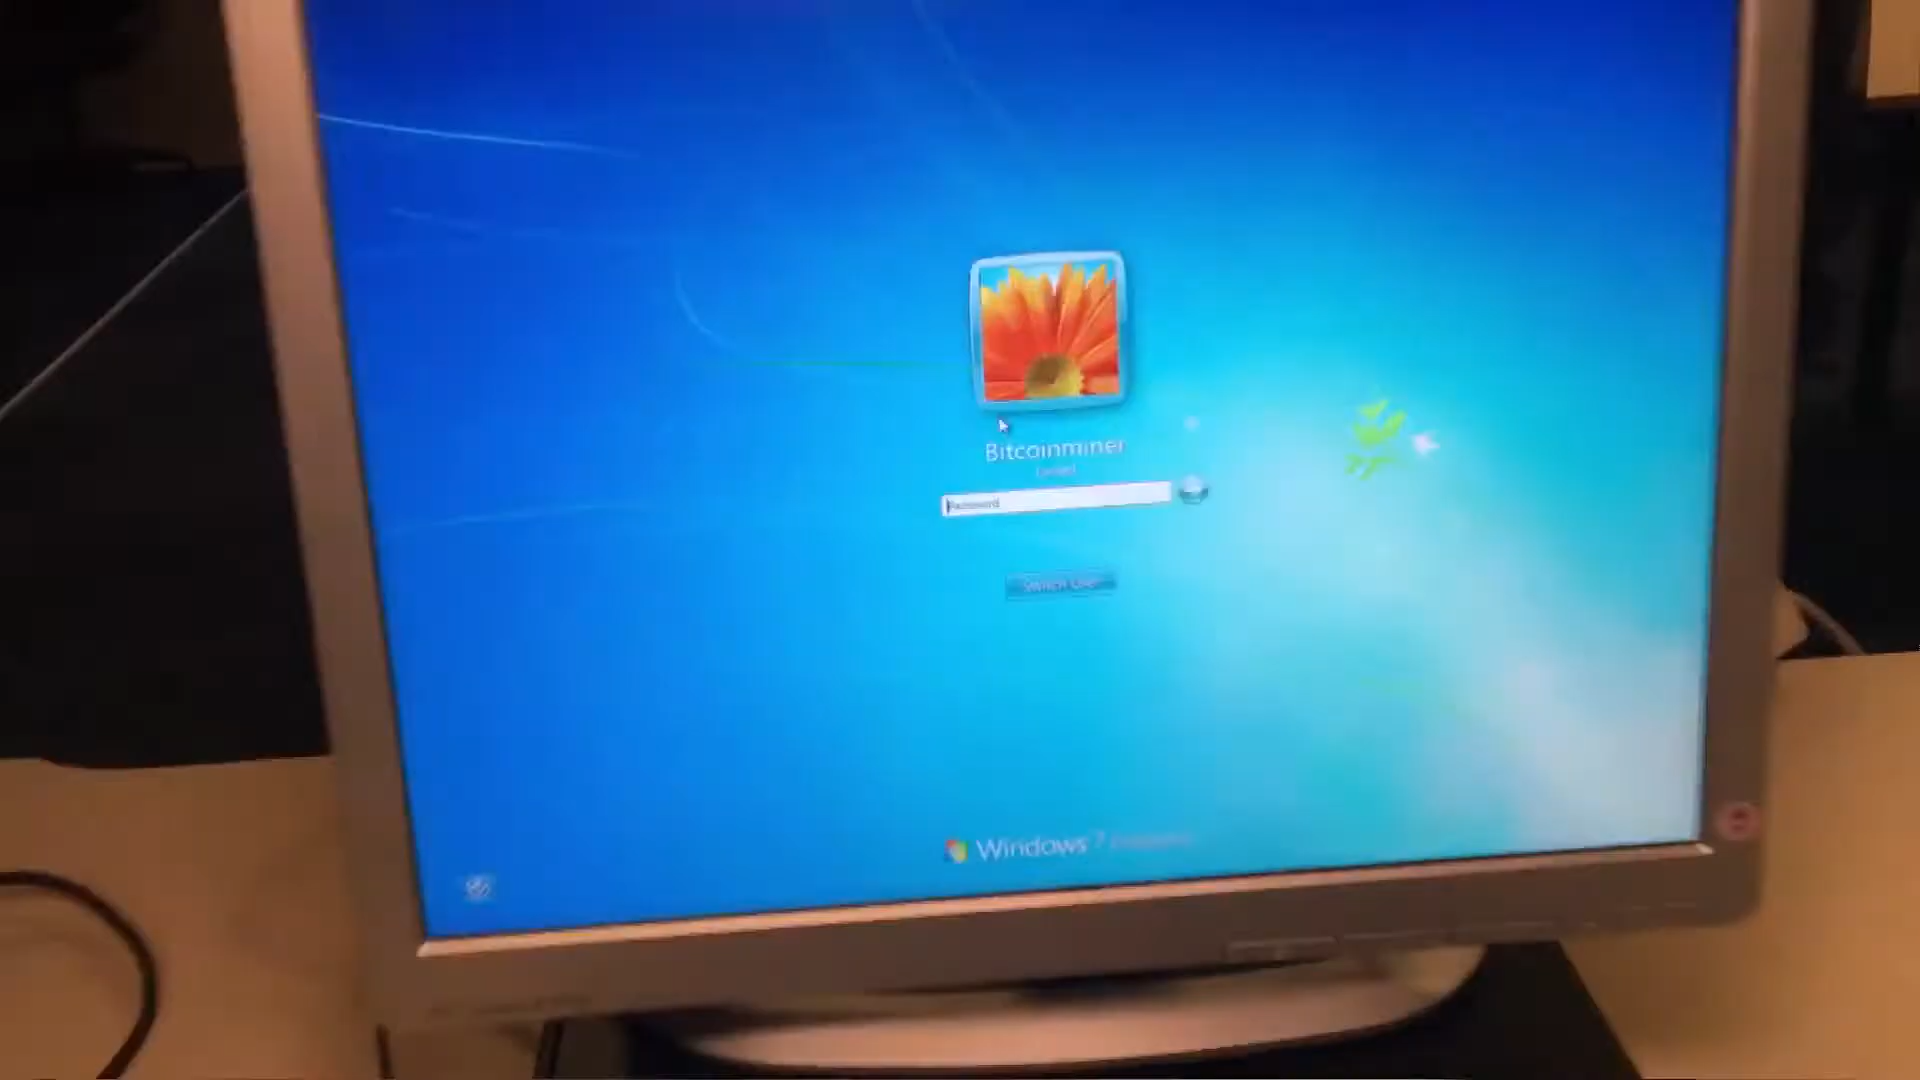 Bitcoinminer
Locked
Password
Switch User
Windows 7